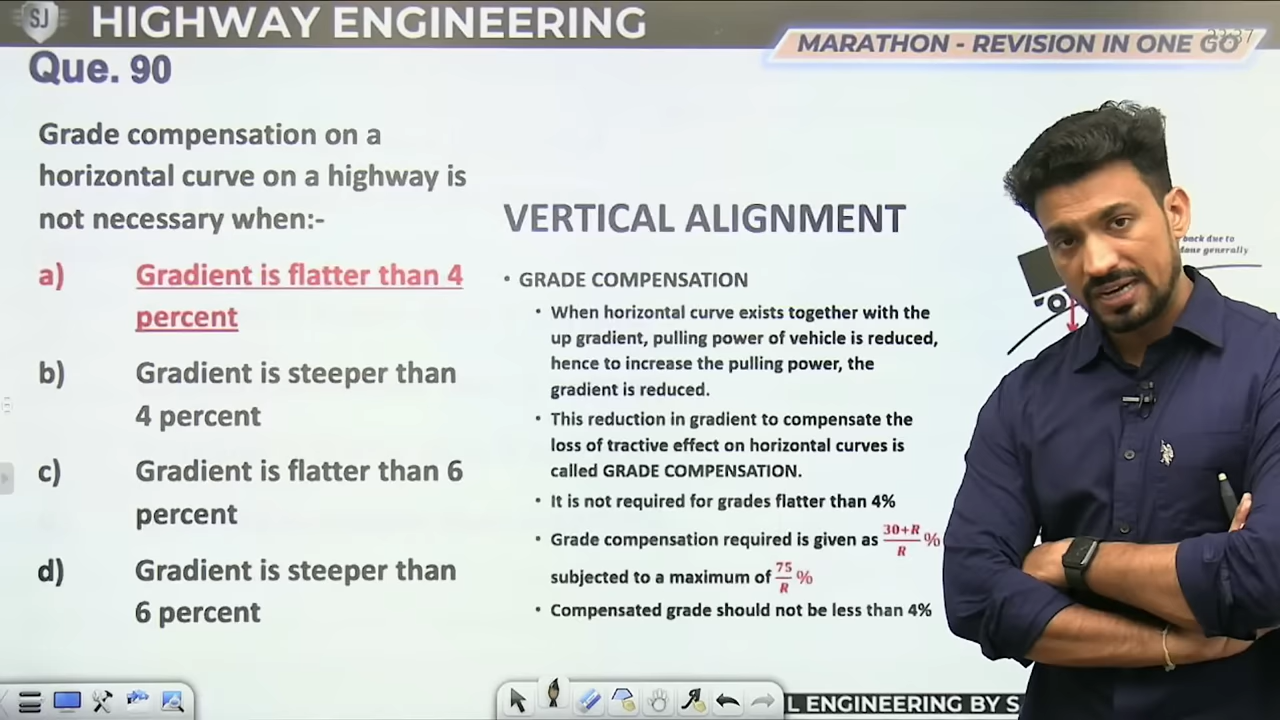 SJ
HIGHWAY ENGINEERING
MARATHON - REVISION IN ONE GO
Que. 90
Grade compensation on a
horizontal curve on a highway is
not necessary when:-
a) Gradient is flatter than 4
percent
b) Gradient is steeper than
4 percent
c) Gradient is flatter than 6
percent
d) Gradient is steeper than
6 percent
VERTICAL ALIGNMENT
• GRADE COMPENSATION
• When horizontal curve exists together with the
up gradient, pulling power of vehicle is reduced,
hence to increase the pulling power, the
gradient is reduced.
• This reduction in gradient to compensate the
loss of tractive effect on horizontal curves is
called GRADE COMPENSATION.
• It is not required for grades flatter than 4%
• Grade compensation required is given as (30+R)/R %
subjected to a maximum of 75/R %
• Compensated grade should not be less than 4%
back due to
done generally
L ENGINEERING BY S